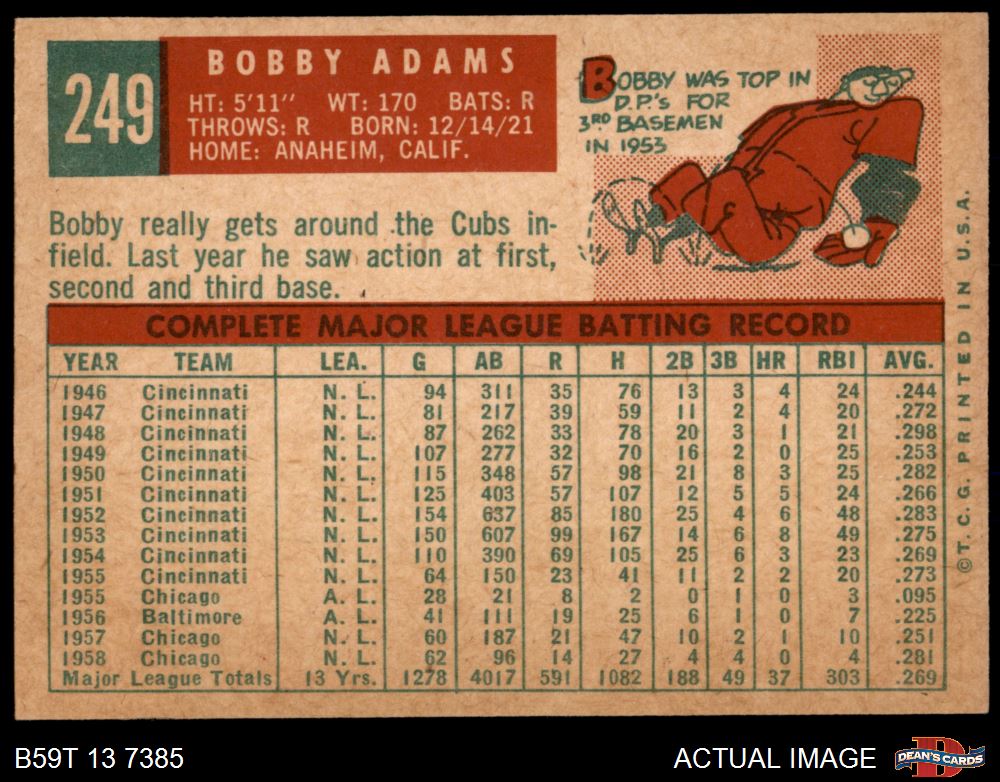 249
BOBBY ADAMS
HT: 5'11" WT: 170 BATS: R
THROWS: R BORN: 12/14/21
HOME: ANAHEIM, CALIF.
BOBBY WAS TOP IN
D.P.'s FOR
3RD BASEMEN
IN 1953
Bobby really gets around the Cubs in-
field. Last year he saw action at first,
second and third base.
COMPLETE MAJOR LEAGUE BATTING RECORD
YEAR TEAM LEA. G AB R H 2B 3B HR RBI AVG.
1946 Cincinnati N. L. 94 311 35 76 13 3 4 24 .244
1947 Cincinnati N. L. 81 217 39 59 11 2 4 20 .272
1948 Cincinnati N. L. 87 262 33 78 20 3 1 21 .298
1949 Cincinnati N. L. 107 277 32 70 16 2 0 25 .253
1950 Cincinnati N. L. 115 348 57 98 21 8 3 25 .282
1951 Cincinnati N. L. 125 403 57 107 12 5 5 24 .266
1952 Cincinnati N. L. 154 637 85 180 25 4 6 48 .283
1953 Cincinnati N. L. 150 607 99 167 14 6 8 49 .275
1954 Cincinnati N. L. 110 390 69 105 25 6 3 23 .269
1955 Cincinnati N. L. 64 150 23 41 11 2 2 20 .273
1955 Chicago A. L. 28 21 8 2 0 1 0 3 .095
1956 Baltimore A. L. 41 111 19 25 6 1 0 7 .225
1957 Chicago N. L. 60 187 21 47 10 2 1 10 .251
1958 Chicago N. L. 62 96 14 27 4 4 0 4 .281
Major League Totals 13 Yrs. 1278 4017 591 1082 188 49 37 303 .269
©T. C. G. PRINTED IN U.S.A.
B59T 13 7385
ACTUAL IMAGE
D
DEAN'S CARDS